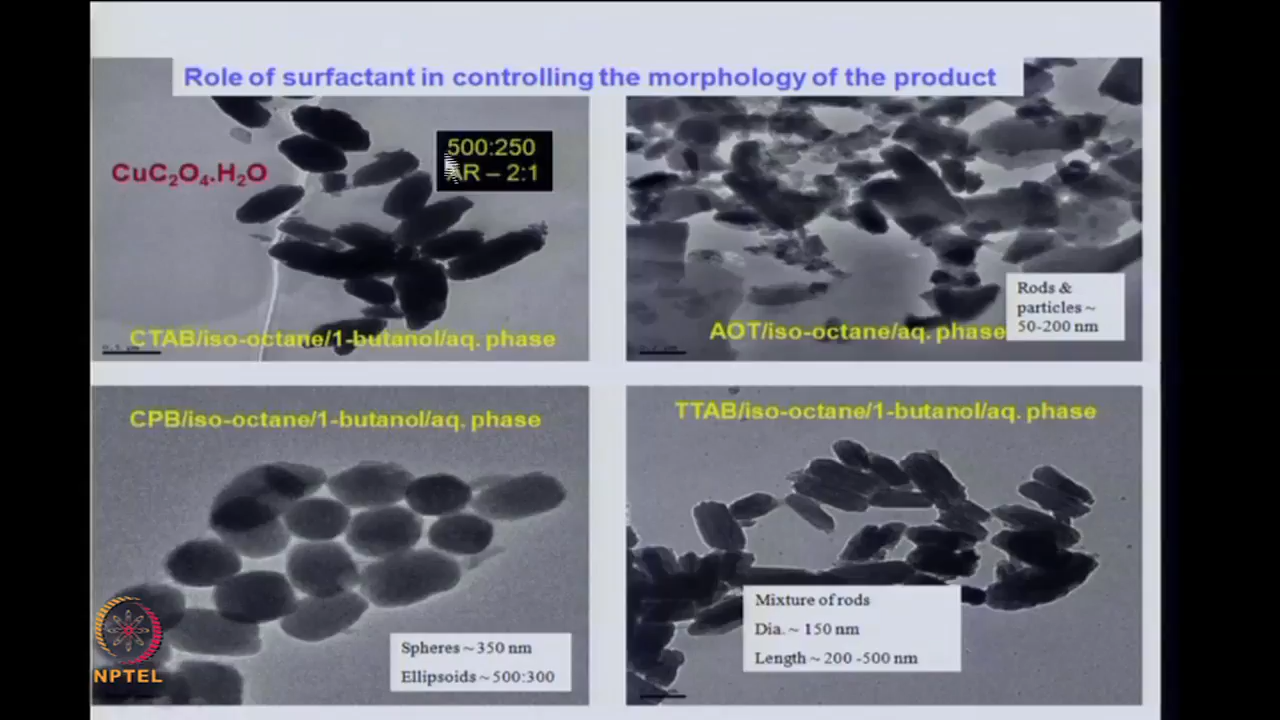 Role of surfactant in controlling the morphology of the product
CuC₂O₄.H₂O
500:250
AR – 2:1
CTAB/iso-octane/1-butanol/aq. phase
Rods &
particles ~
50-200 nm
AOT/iso-octane/aq. phase
CPB/iso-octane/1-butanol/aq. phase
TTAB/iso-octane/1-butanol/aq. phase
Spheres ~ 350 nm
Ellipsoids ~ 500:300
Mixture of rods
Dia. ~ 150 nm
Length ~ 200 -500 nm
NPTEL